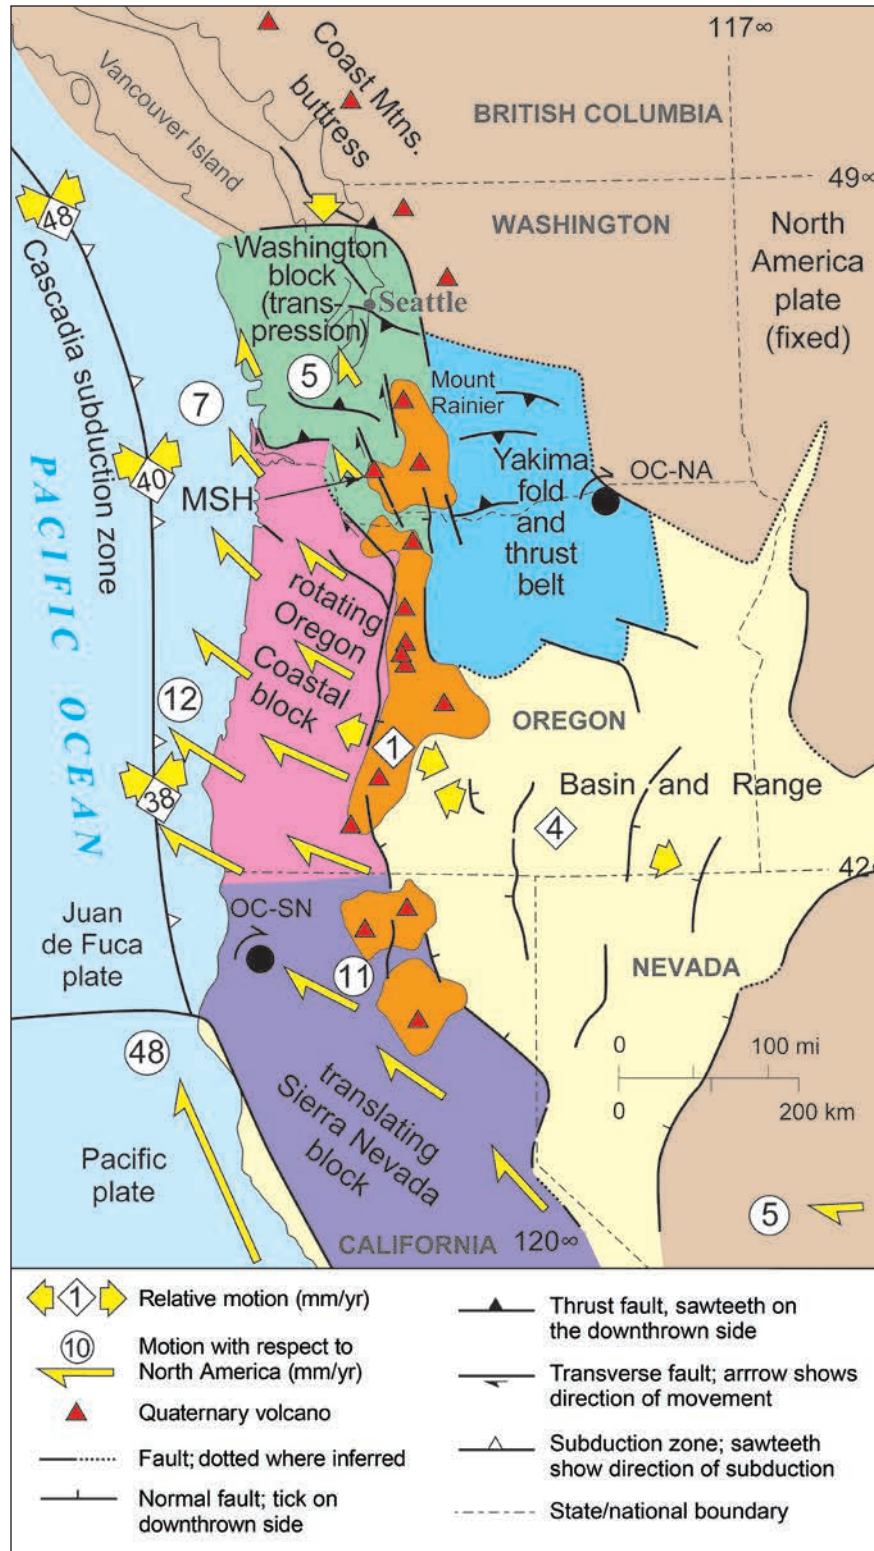 117∞
Coast Mtns.
buttress
Vancouver Island
BRITISH COLUMBIA
49∞
48
WASHINGTON
North
America
plate
(fixed)
Washington
block
(trans-
pression)
Seattle
Cascadia subduction zone
5
7
Mount
Rainier
40
MSH
Yakima
fold
and
thrust
belt
OC-NA
PACIFIC OCEAN
rotating
Oregon
Coastal
block
12
OREGON
1
38
Basin and Range
4
42
Juan
de Fuca
plate
OC-SN
11
NEVADA
48
0 100 mi
0 200 km
translating
Sierra Nevada
block
Pacific
plate
5
CALIFORNIA
120∞
1 Relative motion (mm/yr)
10 Motion with respect to
North America (mm/yr)
Quaternary volcano
Fault; dotted where inferred
Normal fault; tick on
downthrown side
Thrust fault, sawteeth on
the downthrown side
Transverse fault; arrrow shows
direction of movement
Subduction zone; sawteeth
show direction of subduction
State/national boundary